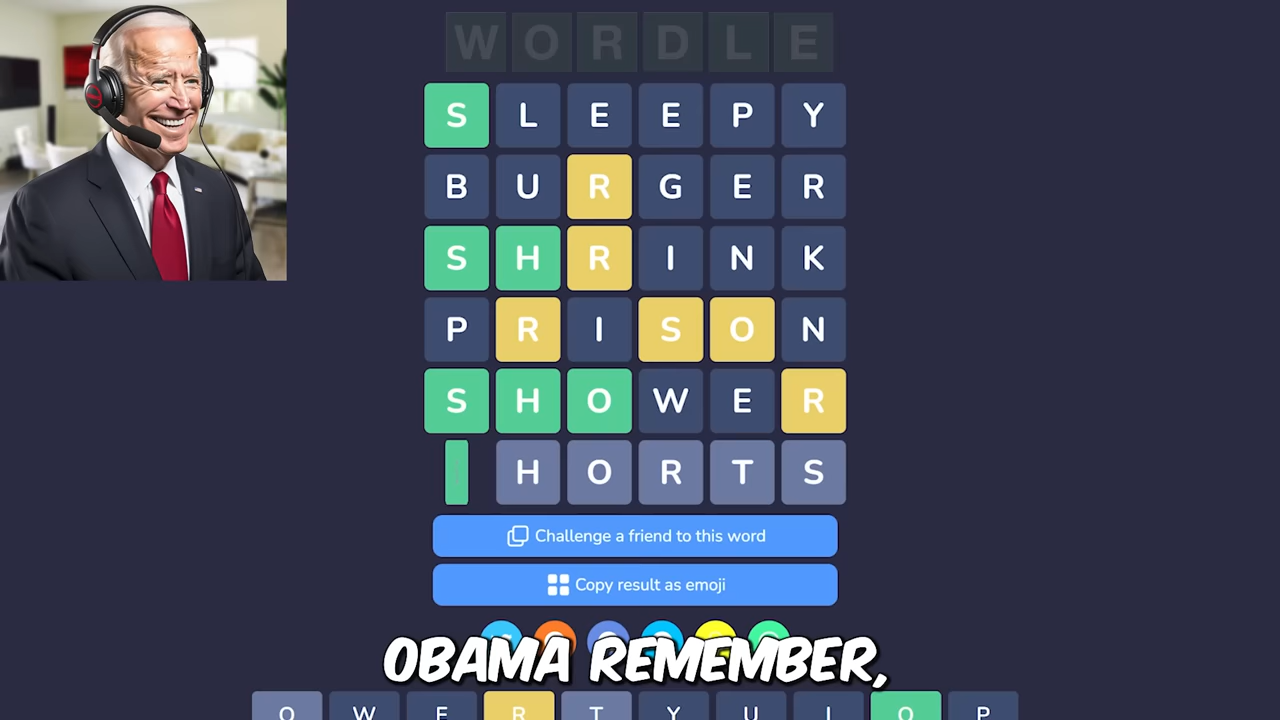 WORDLE
SLEEPY
BURGER
SHRINK
PRISON
SHOWER
HORTS
Challenge a friend to this word
Copy result as emoji
OBAMA REMEMBER,
Q W E R T Y U I O P